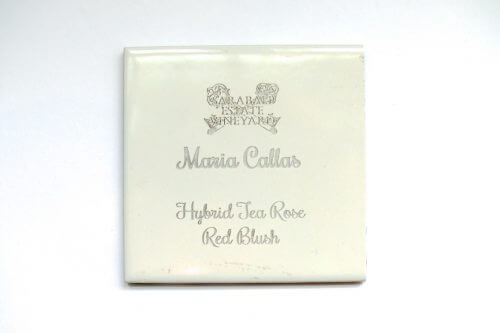 ESTATE
VINEYARD
Maria Callas
Hybrid Tea Rose
Red Blush